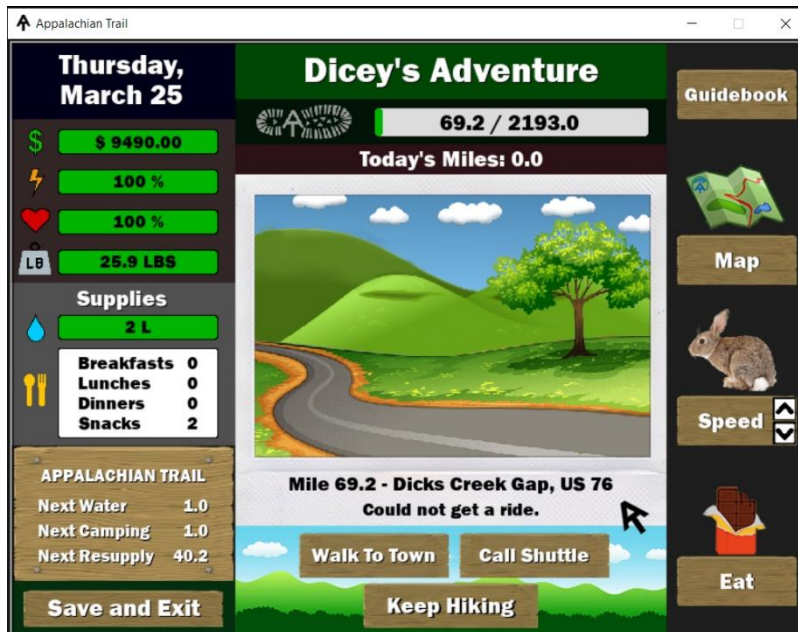 Appalachian Trail
Thursday,
March 25
$ 9490.00
100 %
100 %
LB
25.9 LBS
Supplies
2 L
Breakfasts 0
Lunches 0
Dinners 0
Snacks 2
APPALACHIAN TRAIL
Next Water 1.0
Next Camping 1.0
Next Resupply 40.2
Save and Exit
Dicey's Adventure
69.2 / 2193.0
Today's Miles: 0.0
Mile 69.2 - Dicks Creek Gap, US 76
Could not get a ride.
Walk To Town
Call Shuttle
Keep Hiking
Guidebook
Map
Speed
Eat